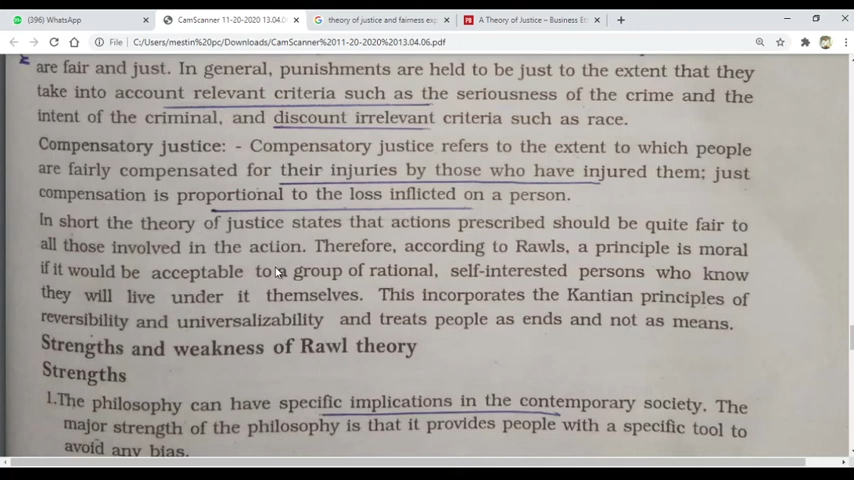 (396) WhatsApp
CamScanner 11-20-2020 13.04.0
theory of justice and fairness exp
A Theory of Justice – Business Et
File
C:/Users/mestin%20pc/Downloads/CamScanner%2011-20-2020%2013.04.06.pdf
are fair and just. In general, punishments are held to be just to the extent that they
take into account relevant criteria such as the seriousness of the crime and the
intent of the criminal, and discount irrelevant criteria such as race.
Compensatory justice: - Compensatory justice refers to the extent to which people
are fairly compensated for their injuries by those who have injured them; just
compensation is proportional to the loss inflicted on a person.
In short the theory of justice states that actions prescribed should be quite fair to
all those involved in the action. Therefore, according to Rawls, a principle is moral
if it would be acceptable to a group of rational, self-interested persons who know
they will live under it themselves. This incorporates the Kantian principles of
reversibility and universalizability and treats people as ends and not as means.
Strengths and weakness of Rawl theory
Strengths
1.The philosophy can have specific implications in the contemporary society. The
major strength of the philosophy is that it provides people with a specific tool to
avoid any bias.